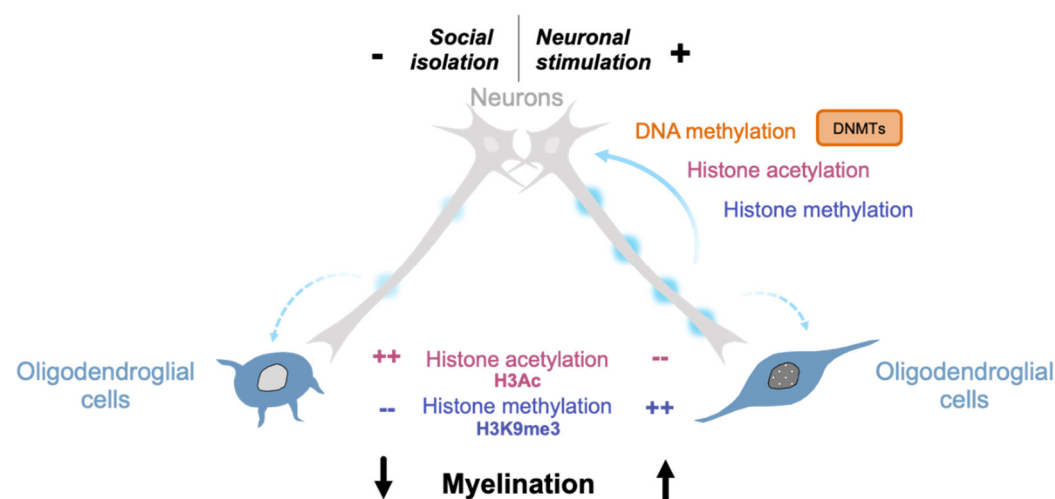 - Social isolation | Neuronal stimulation +
Neurons
DNA methylation DNMTs
Histone acetylation
Histone methylation
Oligodendroglial cells
++ Histone acetylation --
H3Ac
-- Histone methylation ++
H3K9me3
Oligodendroglial cells
Myelination